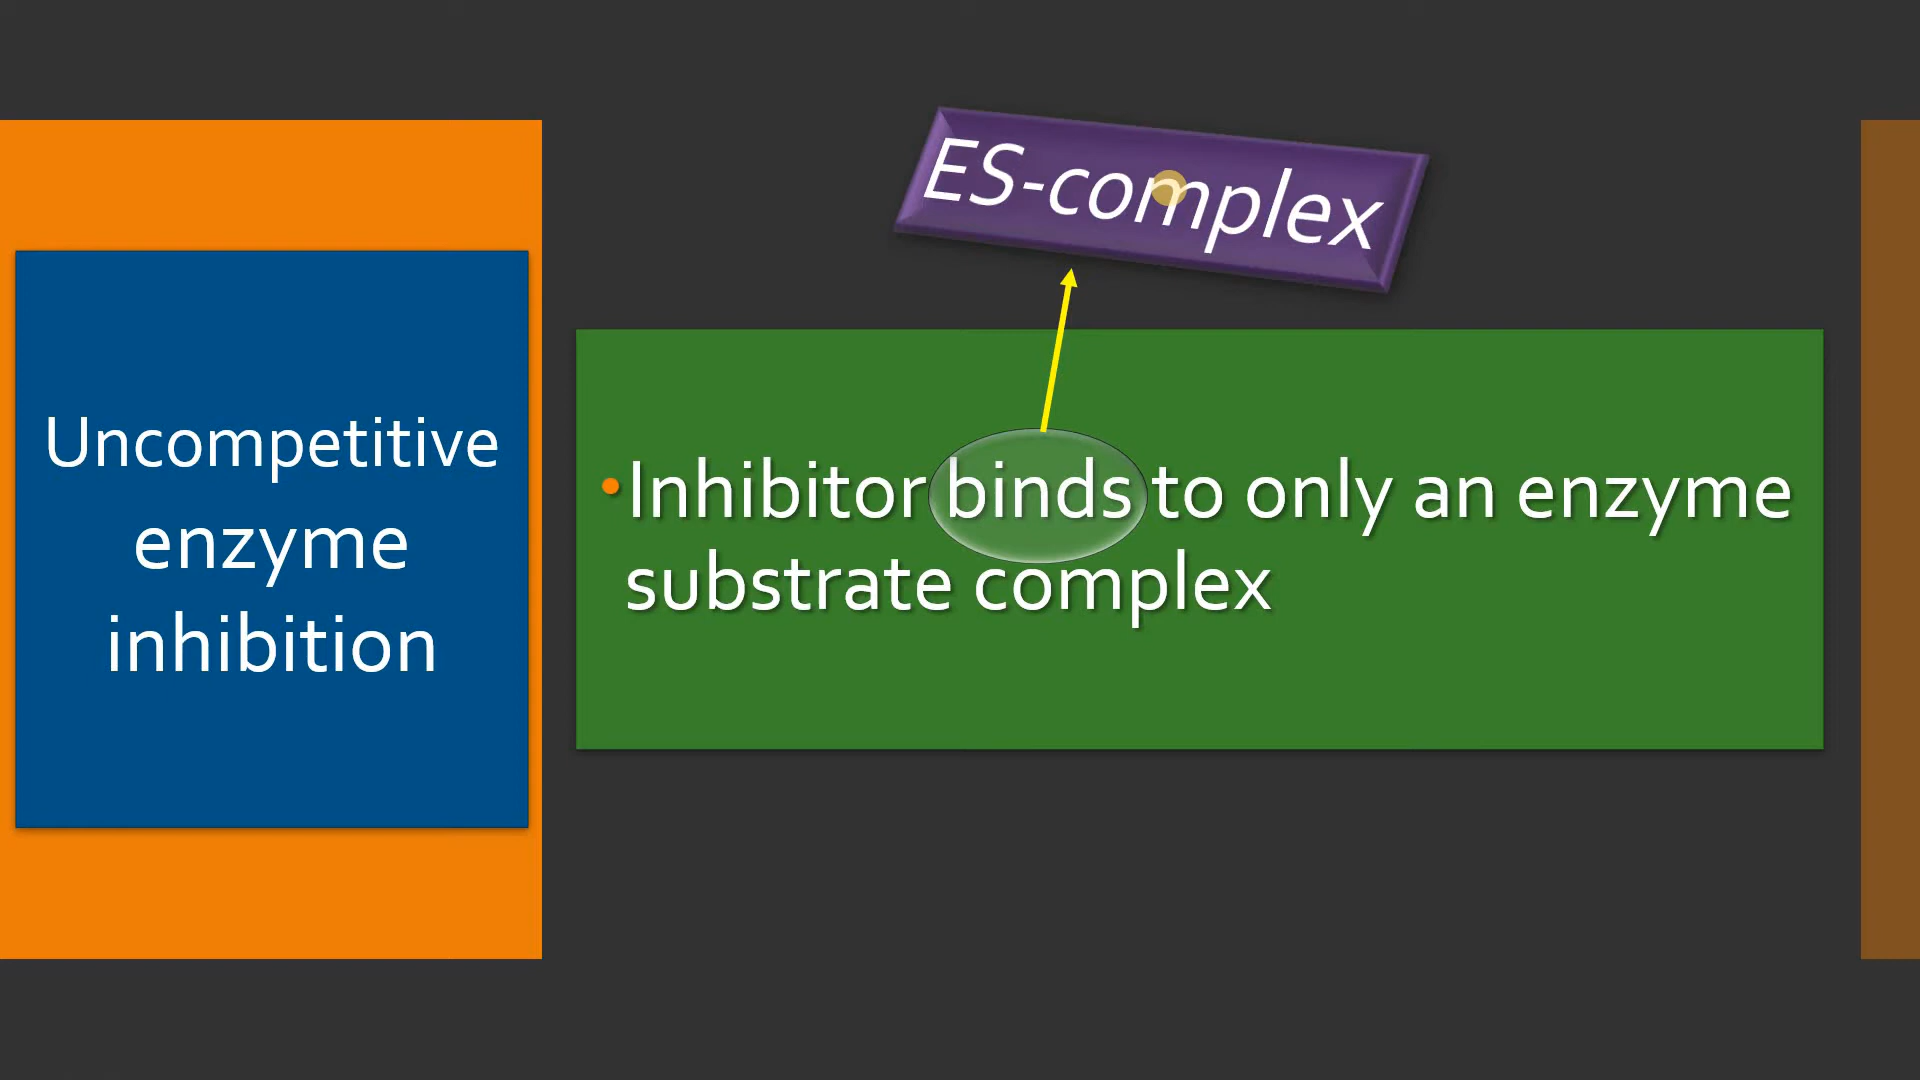 ES-complex
Uncompetitive
enzyme
inhibition
•Inhibitor binds to only an enzyme
substrate complex